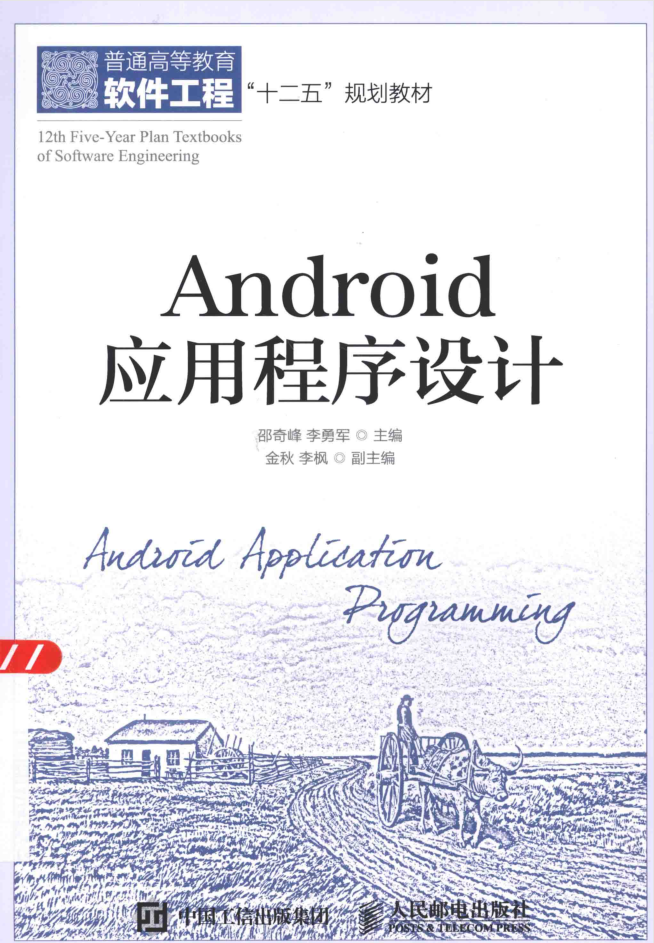 普通高等教育
软件工程
“十二五”规划教材
12th Five-Year Plan Textbooks
of Software Engineering
Android
应用程序设计
邵奇峰 李勇军 ◎ 主编
金秋 李枫 ◎ 副主编
Android Application
Programming
中国工信出版集团
人民邮电出版社
POSTS & TELECOM PRESS